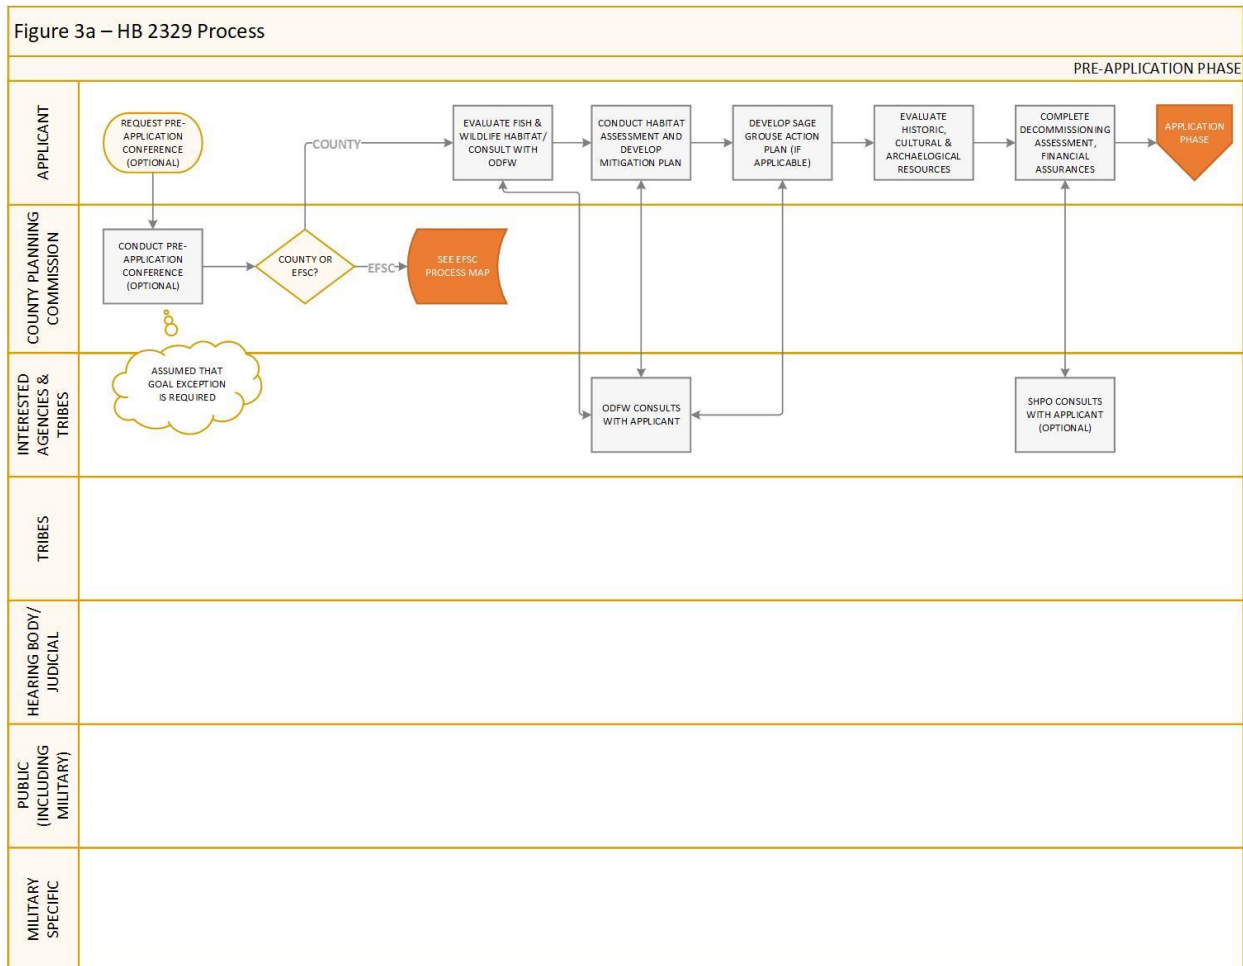 Figure 3a – HB 2329 Process
PRE-APPLICATION PHASE
APPLICANT
REQUEST PRE-
APPLICATION
CONFERENCE
(OPTIONAL)
COUNTY
EVALUATE FISH &
WILDLIFE HABITAT/
CONSULT WITH
ODFW
CONDUCT HABITAT
ASSESSMENT AND
DEVELOP
MITIGATION PLAN
DEVELOP SAGE
GROUSE ACTION
PLAN (IF
APPLICABLE)
EVALUATE
HISTORIC,
CULTURAL &
ARCHAELOGICAL
RESOURCES
COMPLETE
DECOMMISSIONING
ASSESSMENT,
FINANCIAL
ASSURANCES
APPLICATION
PHASE
COUNTY PLANNING
COMMISSION
CONDUCT PRE-
APPLICATION
CONFERENCE
(OPTIONAL)
COUNTY OR
EFSC?
EFSC
SEE EFSC
PROCESS MAP
INTERESTED
AGENCIES &
TRIBES
ASSUMED THAT
GOAL EXCEPTION
IS REQUIRED
ODFW CONSULTS
WITH APPLICANT
SHPO CONSULTS
WITH APPLICANT
(OPTIONAL)
TRIBES
HEARING BODY/
JUDICIAL
PUBLIC
(INCLUDING
MILITARY)
MILITARY
SPECIFIC